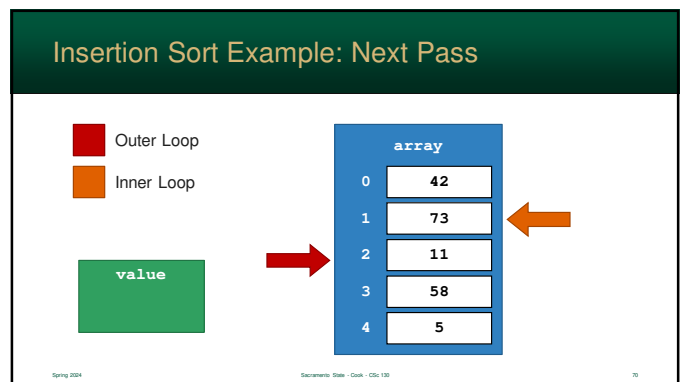 Insertion Sort Example: Next Pass
Outer Loop
Inner Loop
value
array
0 42
1 73
2 11
3 58
4 5
Spring 2024
Sacramento State - Cook - CSc 130
70